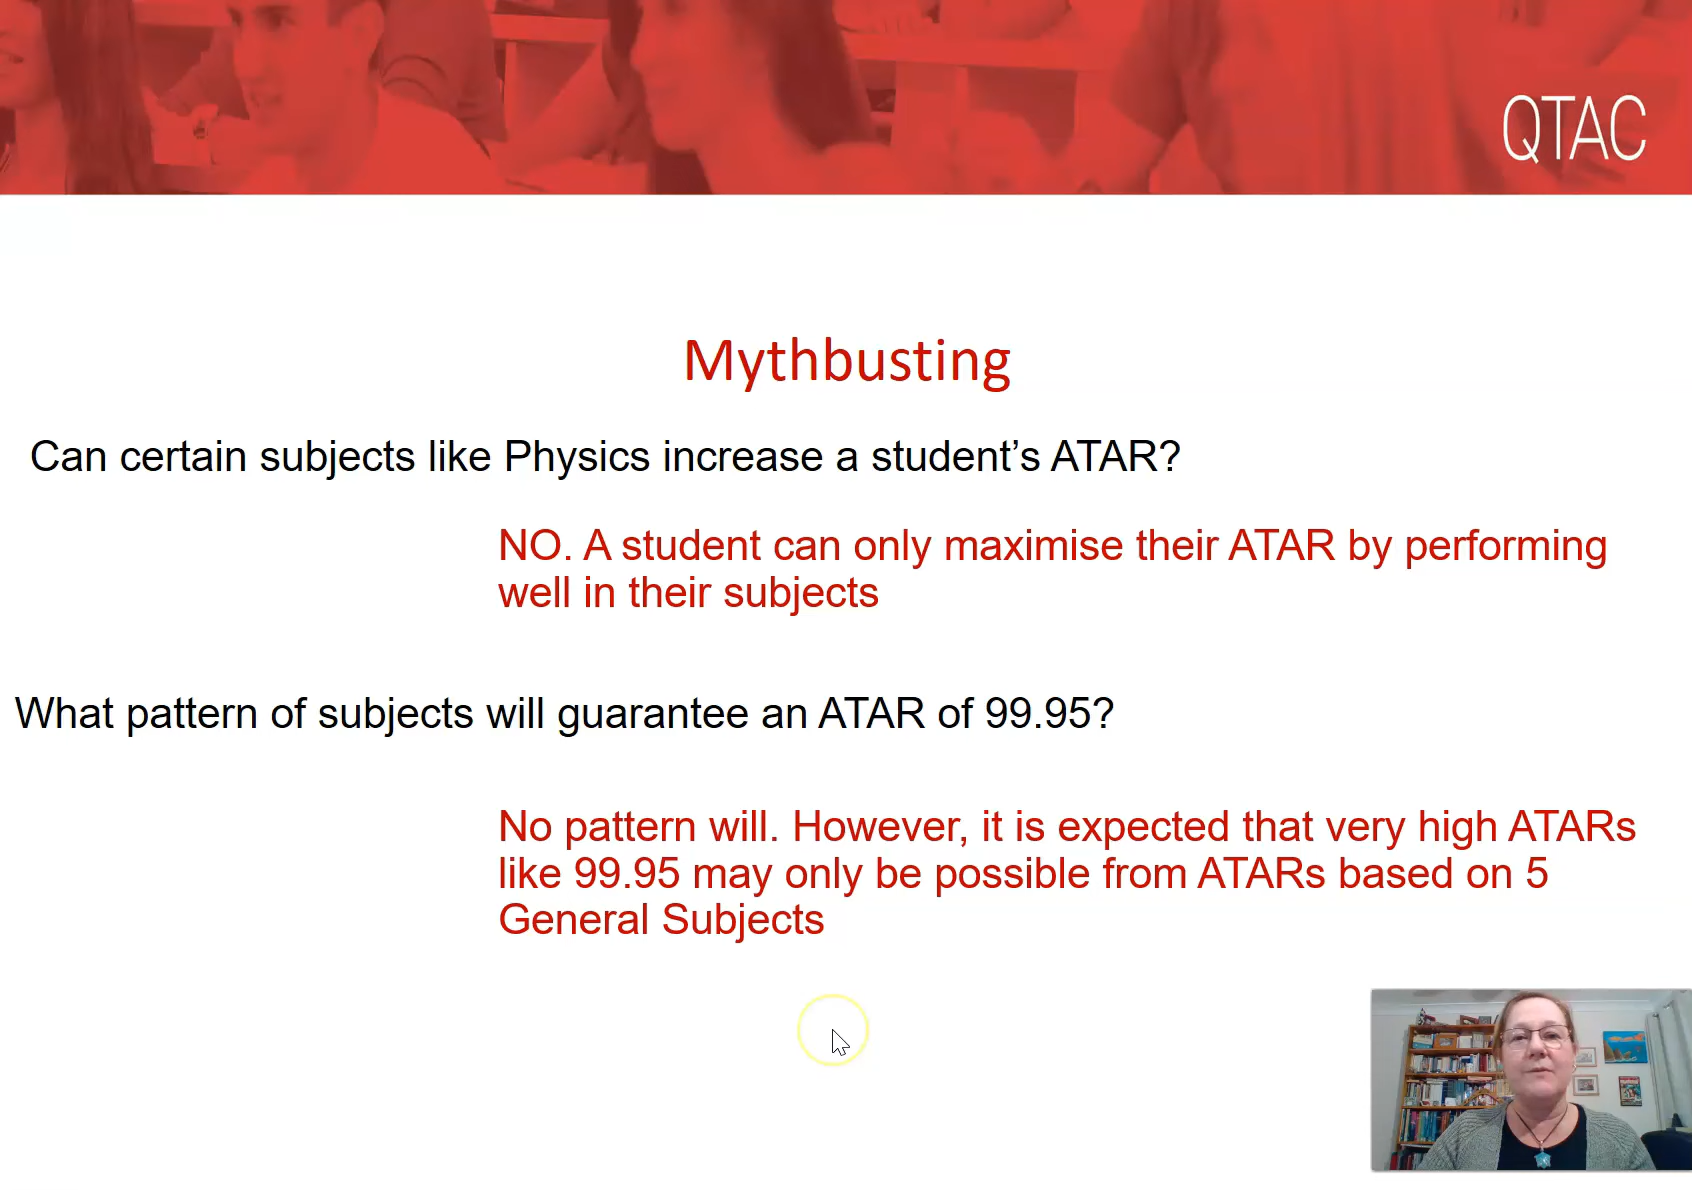 QTAC
Mythbusting
Can certain subjects like Physics increase a student’s ATAR?
NO. A student can only maximise their ATAR by performing
well in their subjects
What pattern of subjects will guarantee an ATAR of 99.95?
No pattern will. However, it is expected that very high ATARs
like 99.95 may only be possible from ATARs based on 5
General Subjects